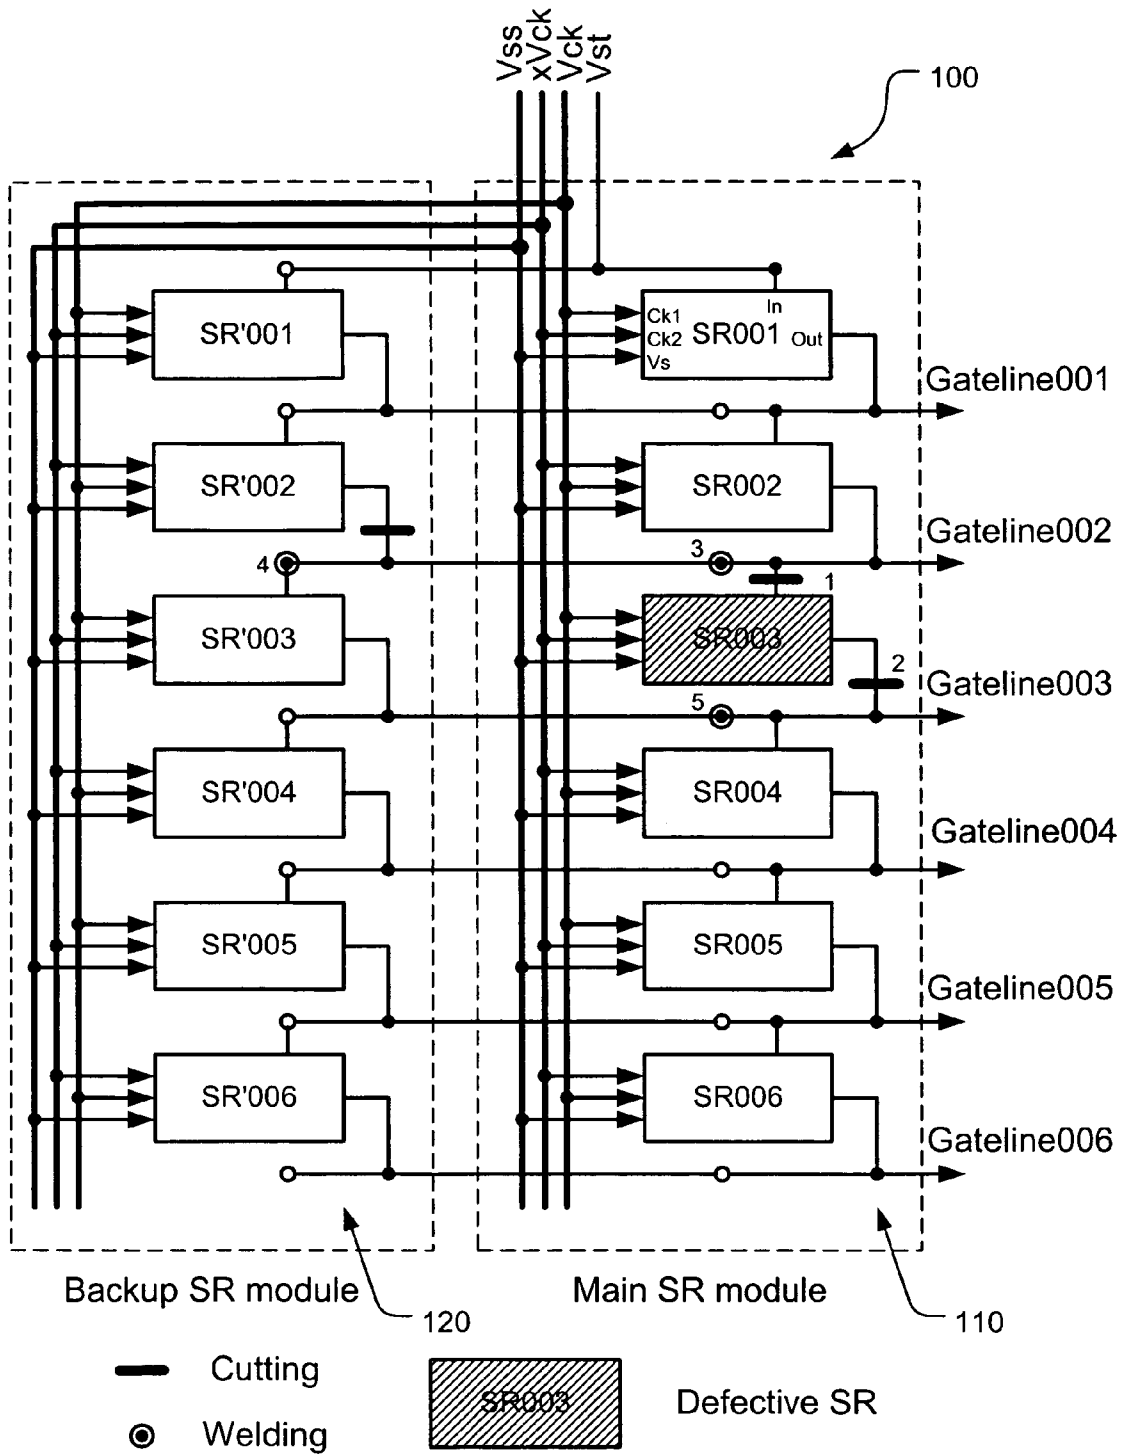 Vss
xVck
Vck
Vst
100
SR'001
Ck1
Ck2
Vs
In
SR001
Out
Gateline001
SR'002
SR002
Gateline002
4
3
1
SR'003
SR003
2
Gateline003
5
SR'004
SR004
Gateline004
SR'005
SR005
Gateline005
SR'006
SR006
Gateline006
Backup SR module
120
Main SR module
110
Cutting
Welding
SR003
Defective SR